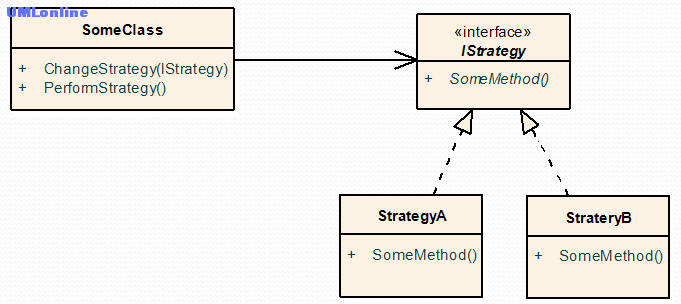 UMLonline
SomeClass
+ ChangeStrategy(IStrategy)
+ PerformStrategy()
«interface»
IStrategy
+ SomeMethod()
StrategyA
+ SomeMethod()
StrateryB
+ SomeMethod()